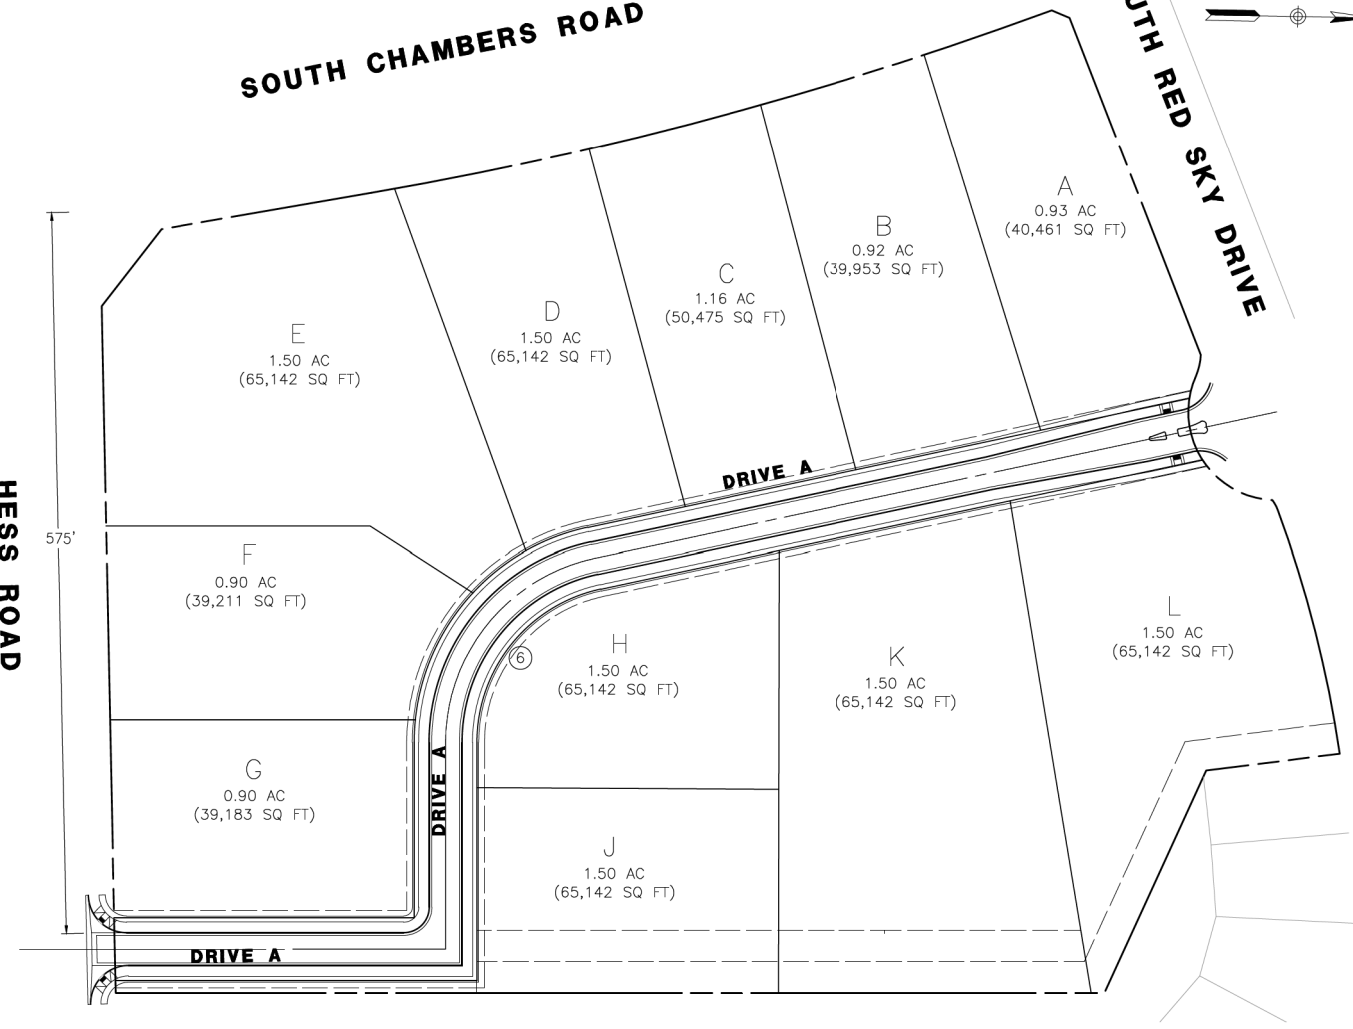 SOUTH CHAMBERS ROAD
UTH RED SKY DRIVE
A
0.93 AC
(40,461 SQ FT)
B
0.92 AC
(39,953 SQ FT)
C
1.16 AC
(50,475 SQ FT)
D
1.50 AC
(65,142 SQ FT)
E
1.50 AC
(65,142 SQ FT)
DRIVE A
HESS ROAD
575'
F
0.90 AC
(39,211 SQ FT)
6
H
1.50 AC
(65,142 SQ FT)
K
1.50 AC
(65,142 SQ FT)
L
1.50 AC
(65,142 SQ FT)
G
0.90 AC
(39,183 SQ FT)
DRIVE A
J
1.50 AC
(65,142 SQ FT)
DRIVE A